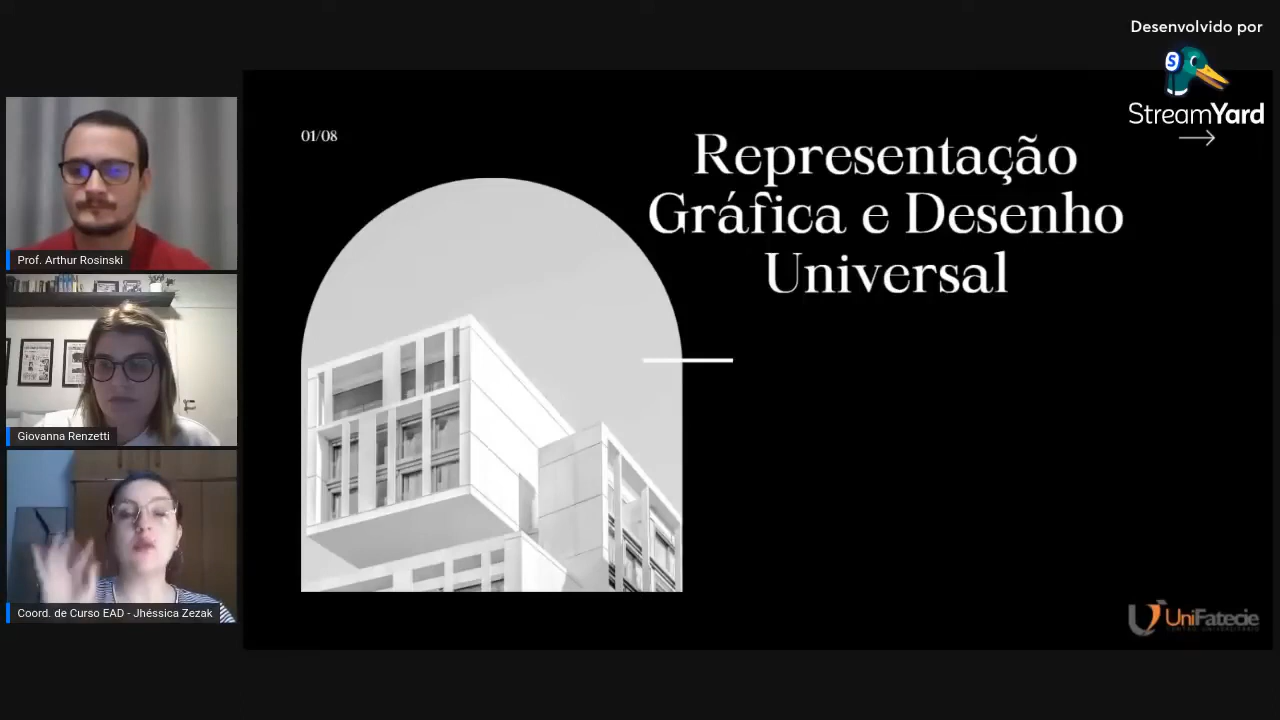 Desenvolvido por
StreamYard
01/08
Representação
Gráfica e Desenho
Universal
Prof. Arthur Rosinski
Giovanna Renzetti
Coord. de Curso EAD - Jhéssica Zezak
UniFatecie